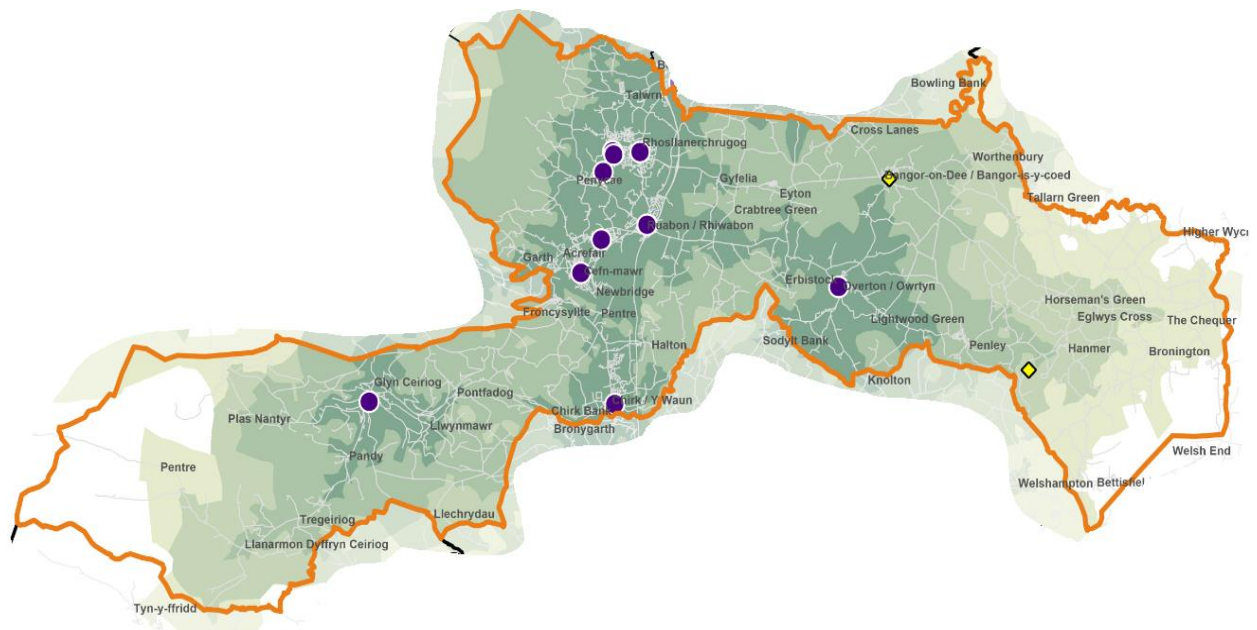 Bowling Bank
Talwrn
Cross Lanes
Rhosllanerchrugog
Worthenbury
Penycae
Gyfelia
Bangor-on-Dee / Bangor-is-y-coed
Eyton
Tallarn Green
Crabtree Green
Ruabon / Rhiwabon
Higher Wyc
Acrefair
Garth
Cefn-mawr
Erbistock
Overton / Owrtyn
Newbridge
Horseman's Green
Froncysyllte
Pentre
Eglwys Cross
The Chequer
Lightwood Green
Halton
Sodylt Bank
Penley
Hanmer
Bronington
Glyn Ceiriog
Knolton
Pontfadog
Chirk / Y Waun
Chirk Bank
Plas Nantyr
Llwynmawr
Bronygarth
Welsh End
Pandy
Pentre
Welshampton
Bettisfiel
Llechrydau
Tregeiriog
Llanarmon Dyffryn Ceiriog
Tyn-y-ffridd